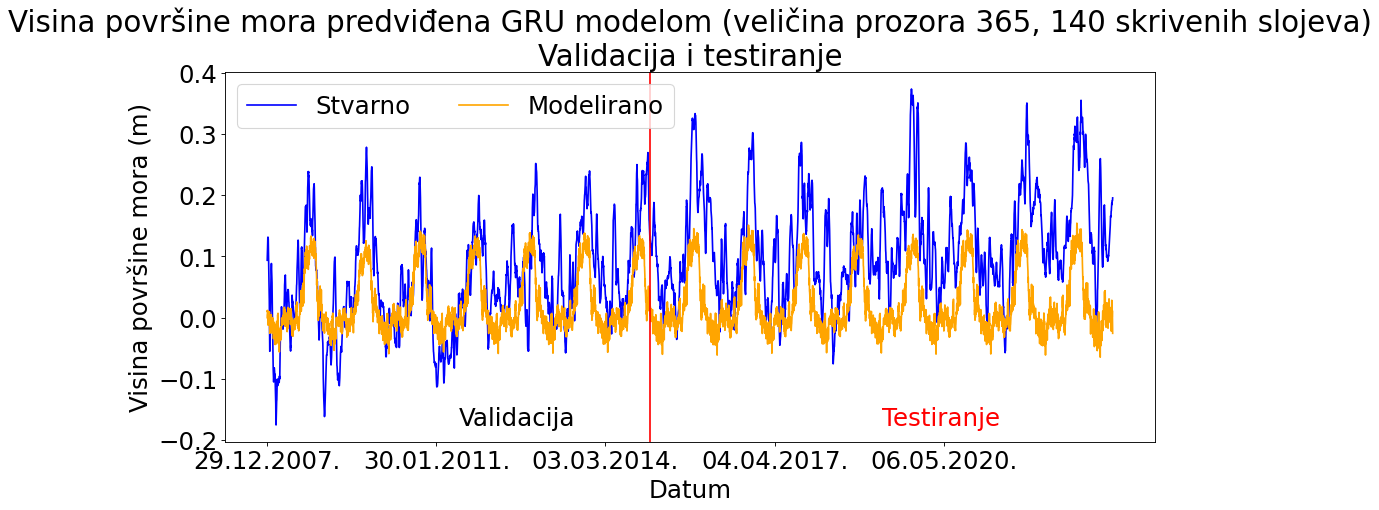 Visina površine mora predviđena GRU modelom (veličina prozora 365, 140 skrivenih slojeva)
Validacija i testiranje
Stvarno
Modelirano
Visina površine mora (m)
0.4
0.3
0.2
0.1
0.0
−0.1
−0.2
Validacija
Testiranje
29.12.2007.
30.01.2011.
03.03.2014.
04.04.2017.
06.05.2020.
Datum